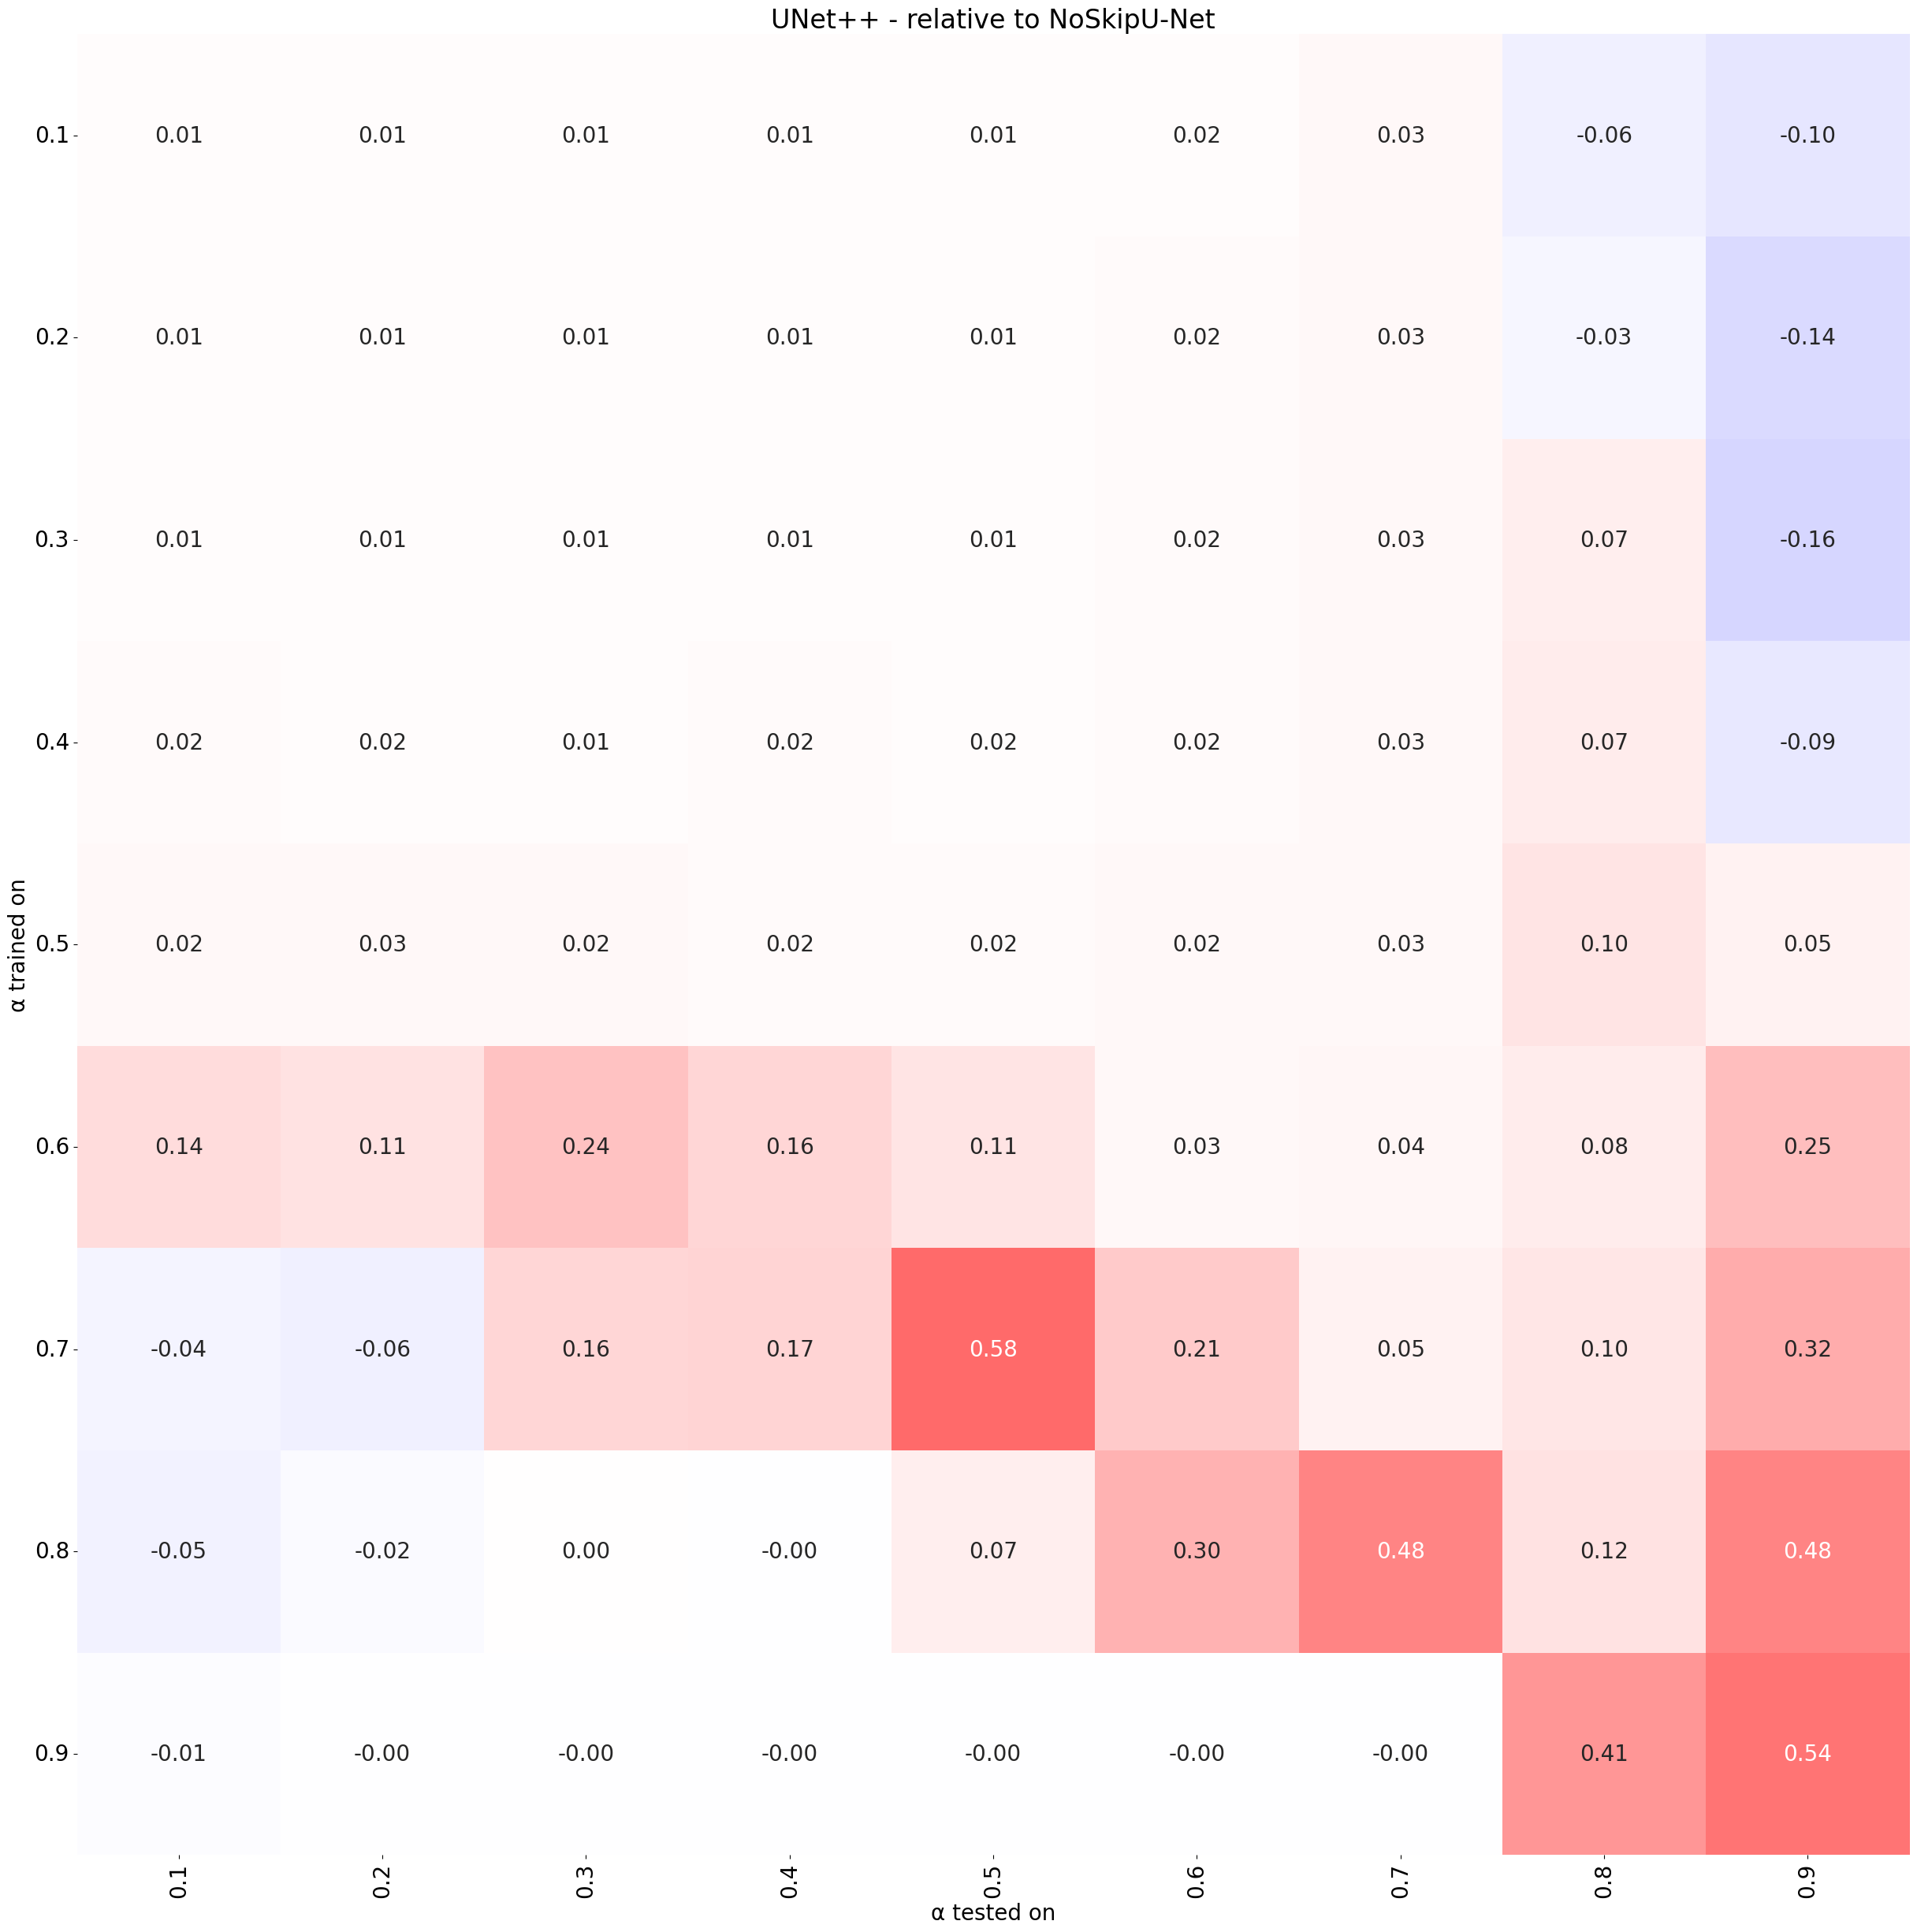 UNet++ - relative to NoSkipU-Net
α trained on
0.1 0.01 0.01 0.01 0.01 0.01 0.02 0.03 -0.06 -0.10
0.2 0.01 0.01 0.01 0.01 0.01 0.02 0.03 -0.03 -0.14
0.3 0.01 0.01 0.01 0.01 0.01 0.02 0.03 0.07 -0.16
0.4 0.02 0.02 0.01 0.02 0.02 0.02 0.03 0.07 -0.09
0.5 0.02 0.03 0.02 0.02 0.02 0.02 0.03 0.10 0.05
0.6 0.14 0.11 0.24 0.16 0.11 0.03 0.04 0.08 0.25
0.7 -0.04 -0.06 0.16 0.17 0.58 0.21 0.05 0.10 0.32
0.8 -0.05 -0.02 0.00 -0.00 0.07 0.30 0.48 0.12 0.48
0.9 -0.01 -0.00 -0.00 -0.00 -0.00 -0.00 -0.00 0.41 0.54
0.1 0.2 0.3 0.4 0.5 0.6 0.7 0.8 0.9
α tested on